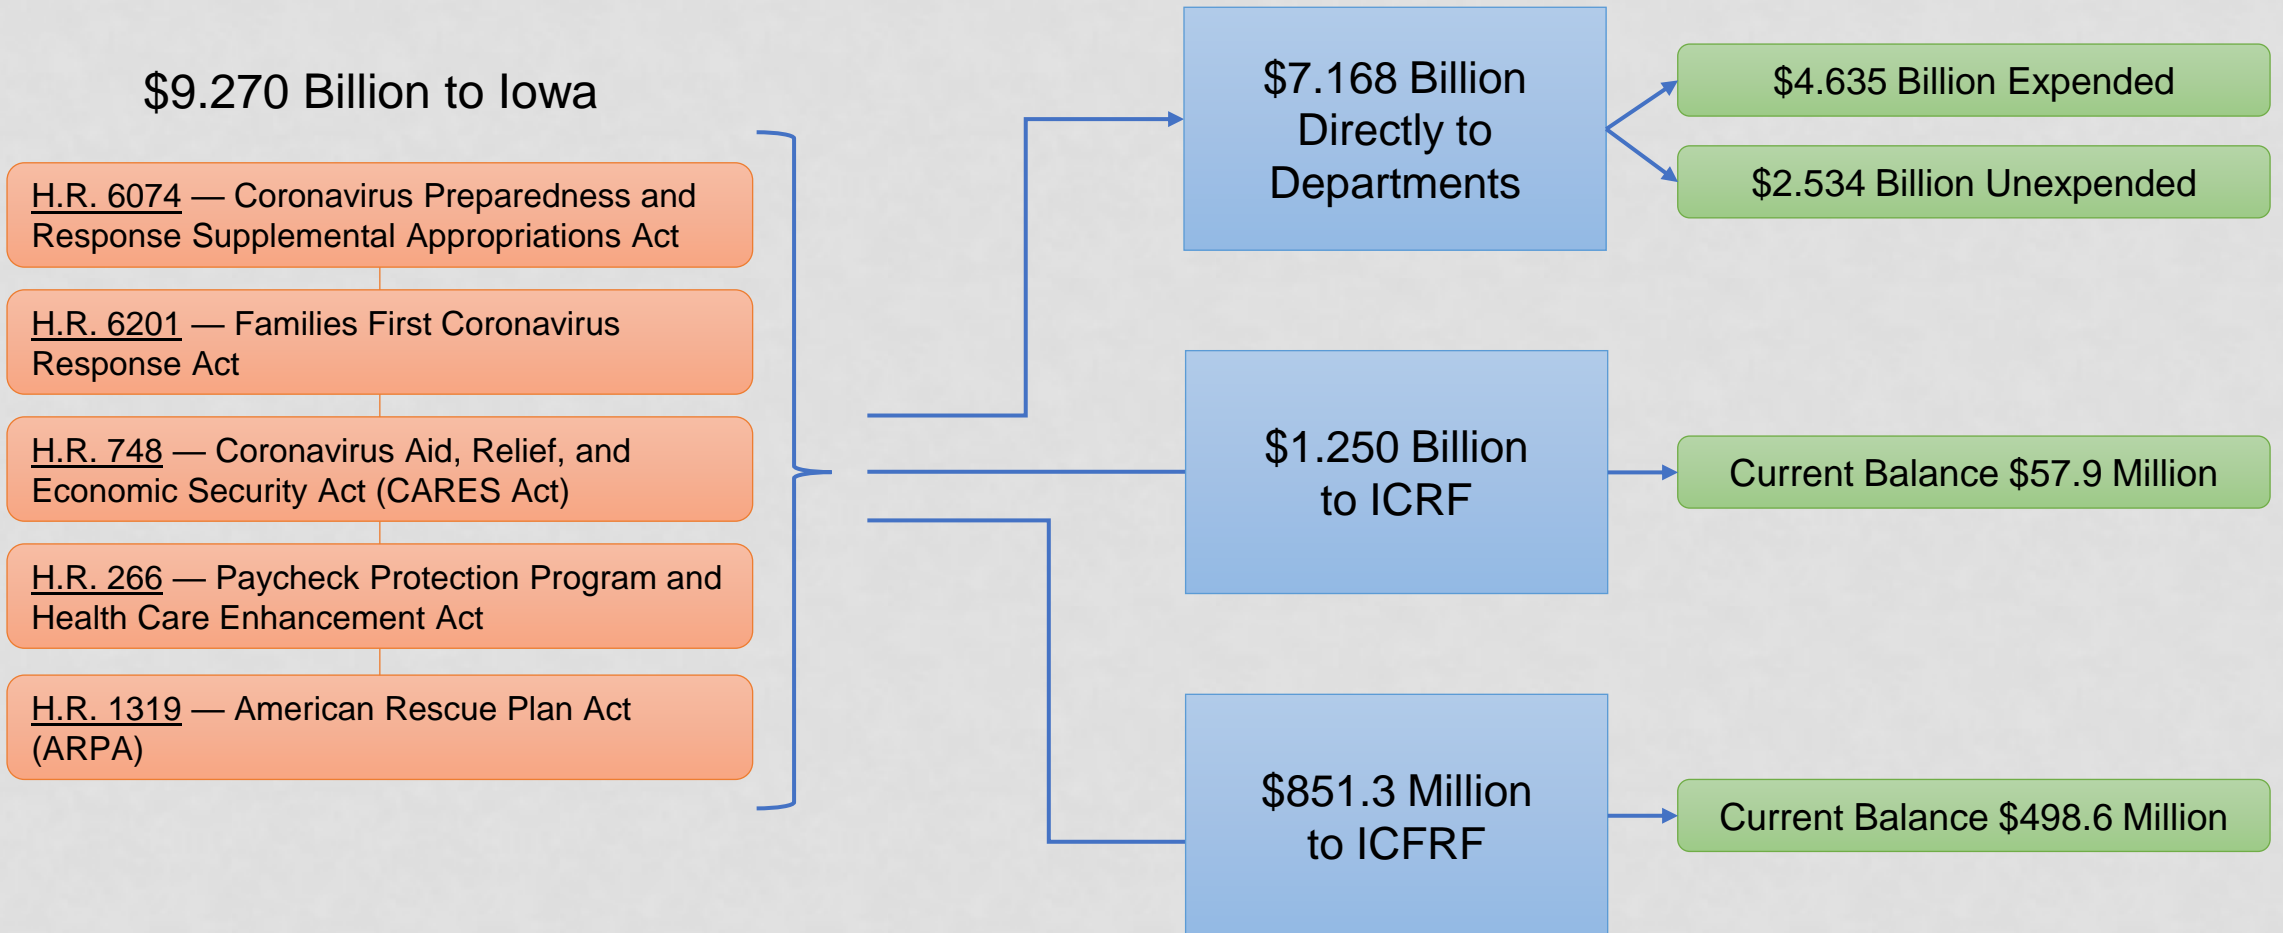 $9.270 Billion to Iowa
H.R. 6074 — Coronavirus Preparedness and
Response Supplemental Appropriations Act
H.R. 6201 — Families First Coronavirus
Response Act
H.R. 748 — Coronavirus Aid, Relief, and
Economic Security Act (CARES Act)
H.R. 266 — Paycheck Protection Program and
Health Care Enhancement Act
H.R. 1319 — American Rescue Plan Act
(ARPA)
$7.168 Billion
Directly to
Departments
$4.635 Billion Expended
$2.534 Billion Unexpended
$1.250 Billion
to ICRF
Current Balance $57.9 Million
$851.3 Million
to ICFRF
Current Balance $498.6 Million